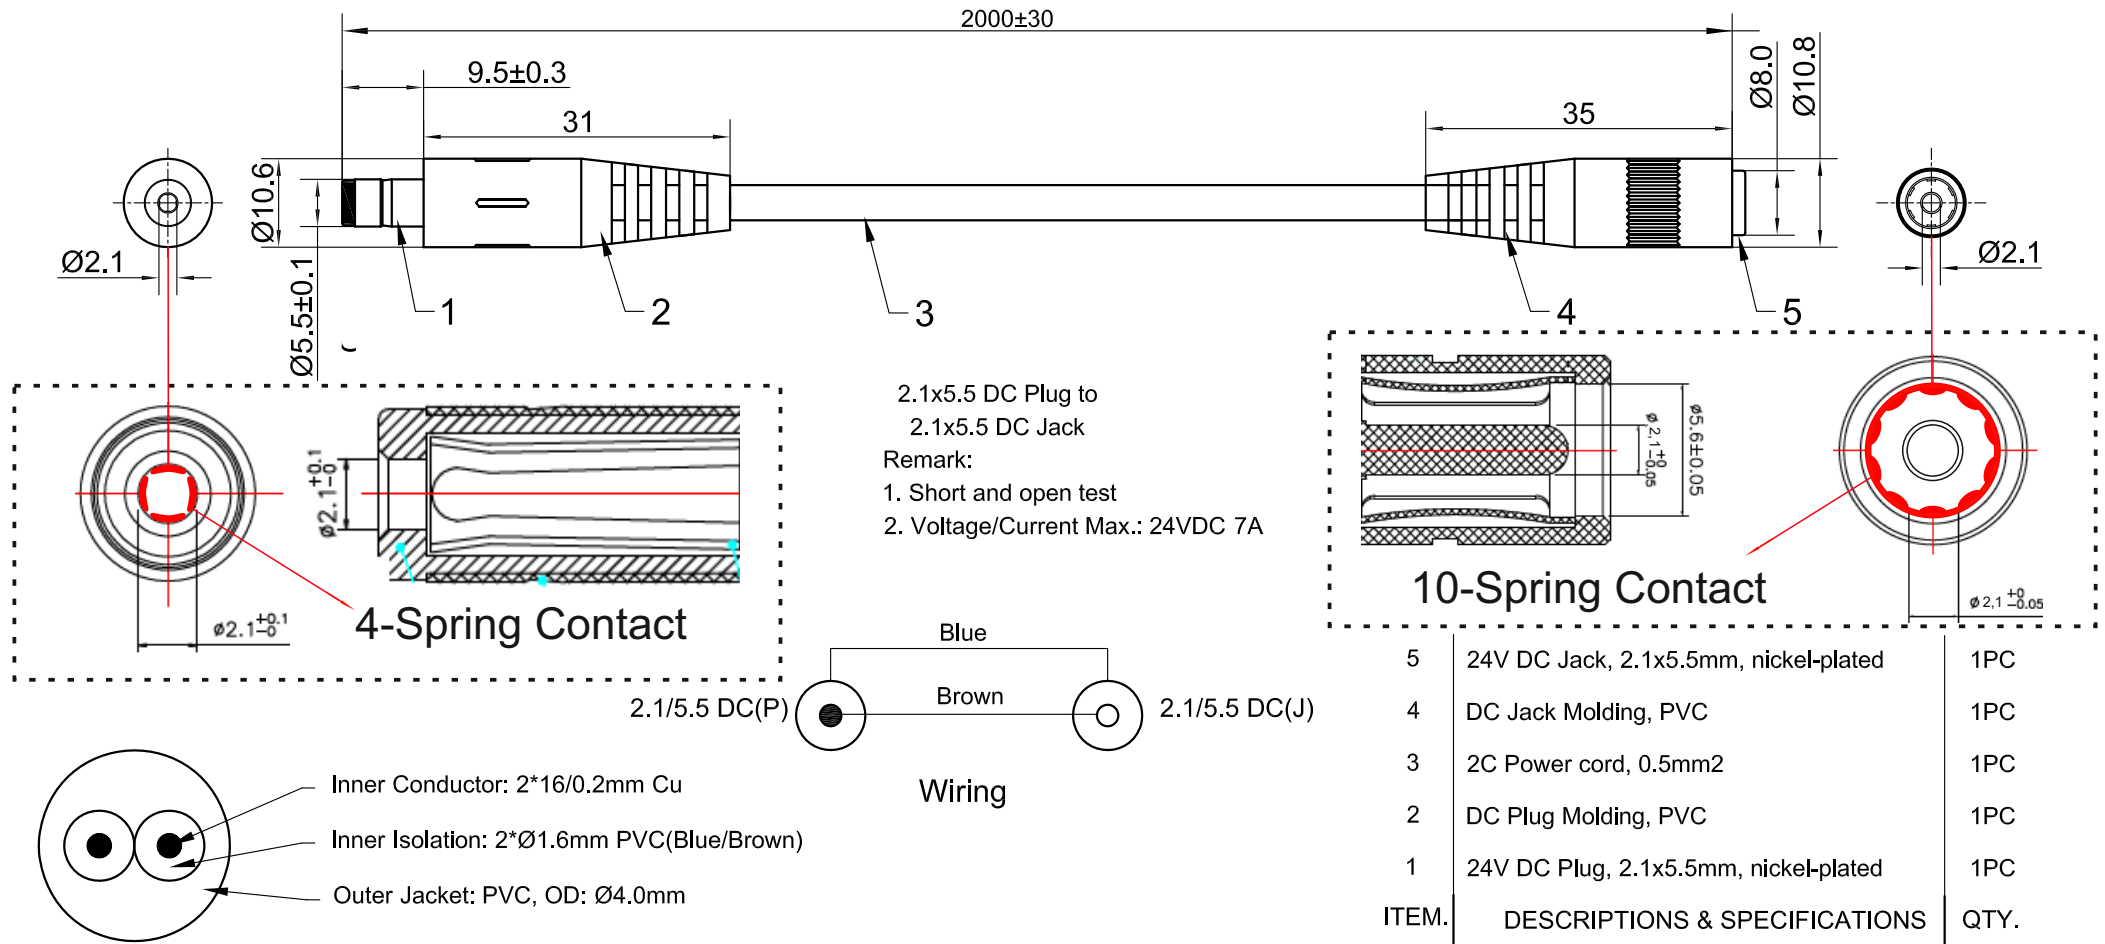 2000±30
9.5±0.3
31
35
Ø8.0
Ø10.8
Ø10.6
Ø2.1
Ø5.5±0.1
Ø2.1
1
2
3
4
5
2.1x5.5 DC Plug to
2.1x5.5 DC Jack
Remark:
1. Short and open test
2. Voltage/Current Max.: 24VDC 7A
ø2.1+0.1 -0
ø2.1+0.1 -0
4-Spring Contact
ø2,1+0 -0.05
ø5.6±0.05
10-Spring Contact
ø2,1+0 -0.05
Blue
Brown
2.1/5.5 DC(P)
2.1/5.5 DC(J)
Wiring
Inner Conductor: 2*16/0.2mm Cu
Inner Isolation: 2*Ø1.6mm PVC(Blue/Brown)
Outer Jacket: PVC, OD: Ø4.0mm
5 24V DC Jack, 2.1x5.5mm, nickel-plated 1PC
4 DC Jack Molding, PVC 1PC
3 2C Power cord, 0.5mm2 1PC
2 DC Plug Molding, PVC 1PC
1 24V DC Plug, 2.1x5.5mm, nickel-plated 1PC
ITEM. DESCRIPTIONS & SPECIFICATIONS QTY.